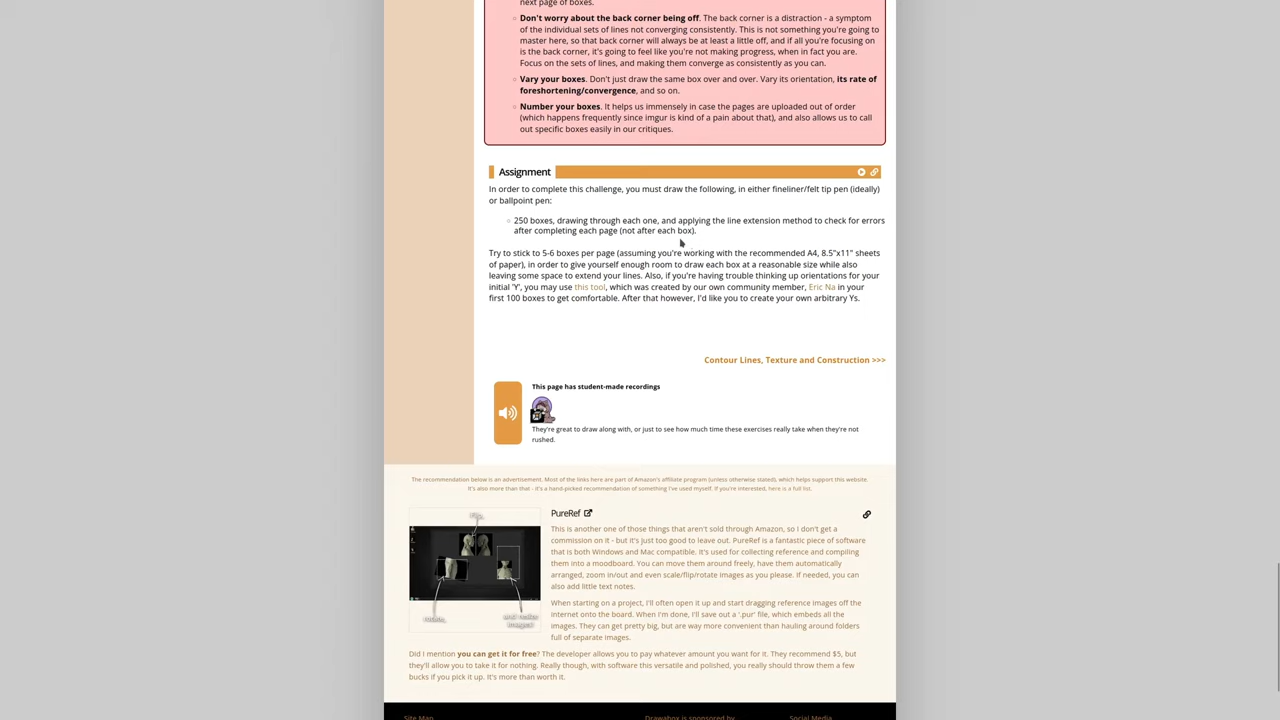 next page of boxes.
Don't worry about the back corner being off. The back corner is a distraction - a symptom
of the individual sets of lines not converging consistently. This is not something you're going to
master here, so that back corner will always be at least a little off, and if all you're focusing on
is the back corner, it's going to feel like you're not making progress, when in fact you are.
Focus on the sets of lines, and making them converge as consistently as you can.
Vary your boxes. Don't just draw the same box over and over. Vary its orientation, its rate of
foreshortening/convergence, and so on.
Number your boxes. It helps us immensely in case the pages are uploaded out of order
(which happens frequently since imgur is kind of a pain about that), and also allows us to call
out specific boxes easily in our critiques.
Assignment
In order to complete this challenge, you must draw the following, in either fineliner/felt tip pen (ideally)
or ballpoint pen:
250 boxes, drawing through each one, and applying the line extension method to check for errors
after completing each page (not after each box).
Try to stick to 5-6 boxes per page (assuming you're working with the recommended A4, 8.5"x11" sheets
of paper), in order to give yourself enough room to draw each box at a reasonable size while also
leaving some space to extend your lines. Also, if you're having trouble thinking up orientations for your
initial 'Y', you may use this tool, which was created by our own community member, Eric Na in your
first 100 boxes to get comfortable. After that however, I'd like you to create your own arbitrary Ys.
Contour Lines, Texture and Construction >>>
This page has student-made recordings
They're great to draw along with, or just to see how much time these exercises really take when they're not
rushed.
The recommendation below is an advertisement. Most of the links here are part of Amazon's affiliate program (unless otherwise stated), which helps support this website.
It's also more than that - it's a hand-picked recommendation of something I've used myself. If you're interested, here is a full list.
PureRef
This is another one of those things that aren't sold through Amazon, so I don't get a
commission on it - but it's just too good to leave out. PureRef is a fantastic piece of software
that is both Windows and Mac compatible. It's used for collecting reference and compiling
them into a moodboard. You can move them around freely, have them automatically
arranged, zoom in/out and even scale/flip/rotate images as you please. If needed, you can
also add little text notes.
When starting on a project, I'll often open it up and start dragging reference images off the
internet onto the board. When I'm done, I'll save out a '.pur' file, which embeds all the
images. They can get pretty big, but are way more convenient than hauling around folders
full of separate images.
Flip,
rotate,
and resize
images!
Did I mention you can get it for free? The developer allows you to pay whatever amount you want for it. They recommend $5, but
they'll allow you to take it for nothing. Really though, with software this versatile and polished, you really should throw them a few
bucks if you pick it up. It's more than worth it.
Site Map
Drawabox is sponsored by
Social Media